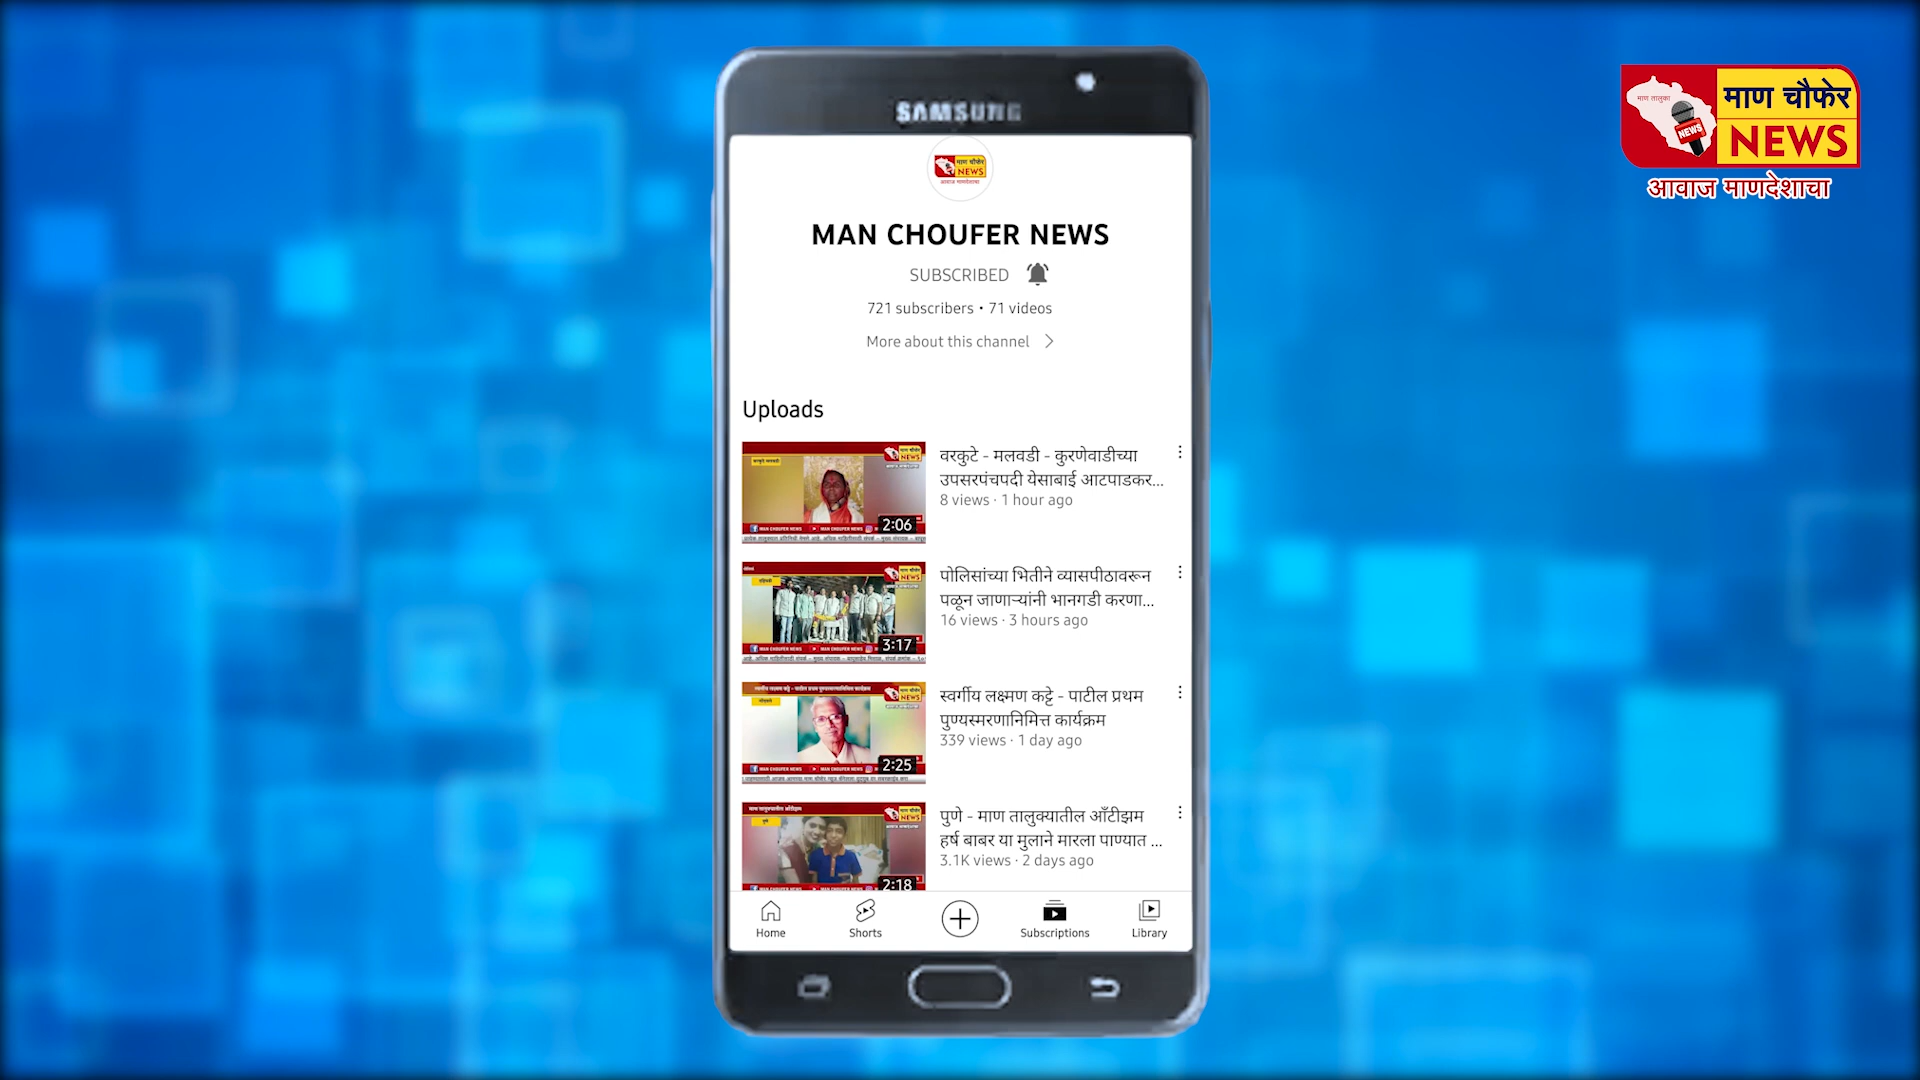 माण तालुका
माण चौफेर
NEWS
NEWS
आवाज माणदेशाचा
SAMSUNG
माण चौफेर
NEWS
आवाज माणदेशाचा
MAN CHOUFER NEWS
SUBSCRIBED
721 subscribers • 71 videos
More about this channel
Uploads
वरकुटे - मलवडी - कुरणेवाडीच्या
उपसरपंचपदी येसाबाई आटपाडकर...
8 views · 1 hour ago
2:06
पोलिसांच्या भितीने व्यासपीठावरून
पळून जाणाऱ्यांनी भानगडी करणा...
16 views · 3 hours ago
3:17
स्वर्गीय लक्ष्मण कट्टे - पाटील प्रथम
पुण्यस्मरणानिमित्त कार्यक्रम
339 views · 1 day ago
2:25
पुणे - माण तालुक्यातील ऑटीझम
हर्ष बाबर या मुलाने मारला पाण्यात ...
3.1K views · 2 days ago
2:18
Home
Shorts
Subscriptions
Library